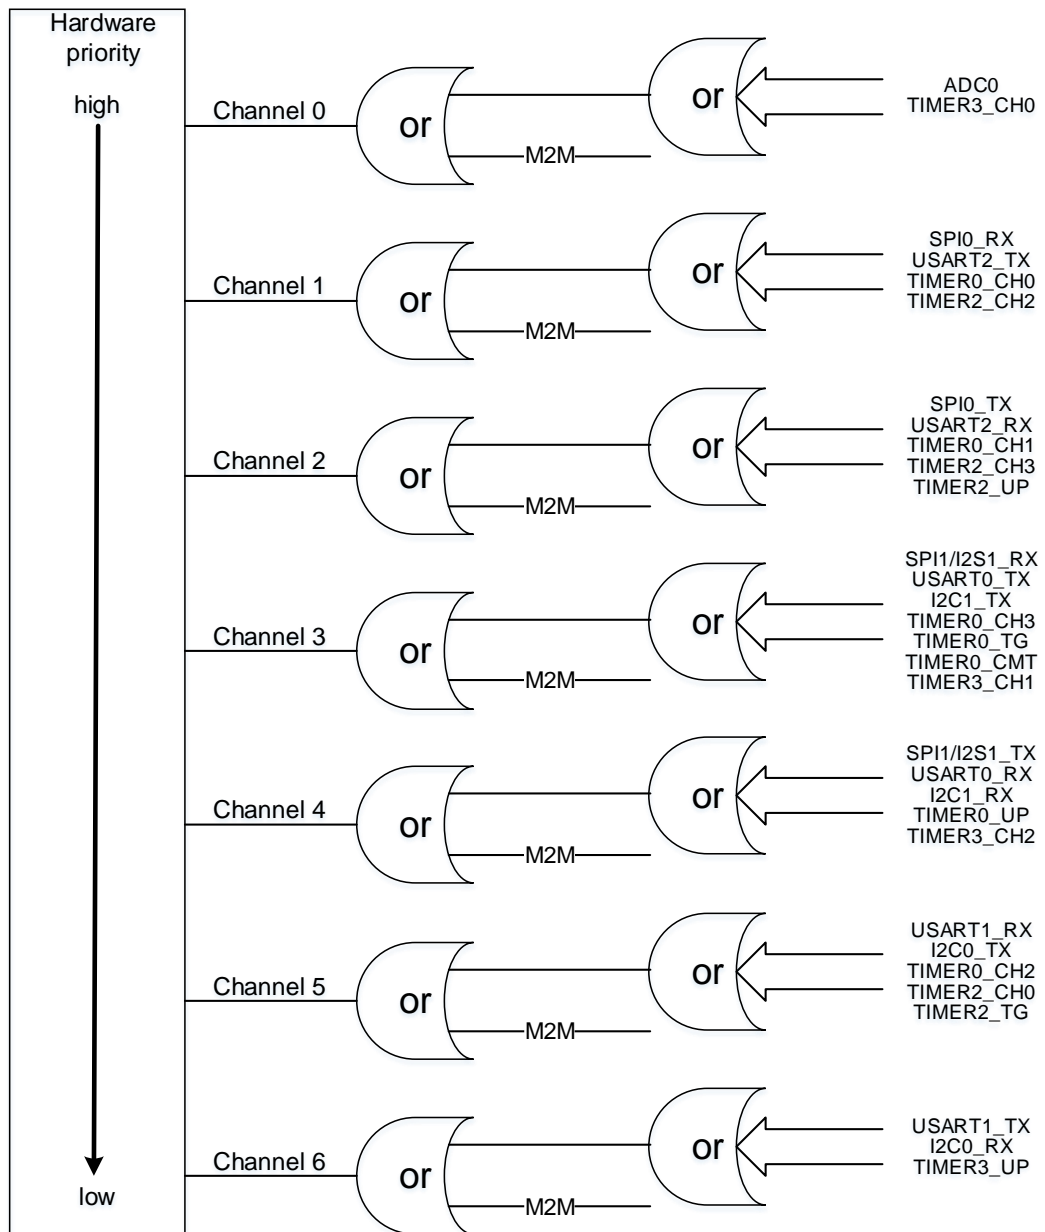 Hardware
priority
high
low
Channel 0
or
M2M
or
ADC0
TIMER3_CH0
Channel 1
or
M2M
or
SPI0_RX
USART2_TX
TIMER0_CH0
TIMER2_CH2
Channel 2
or
M2M
or
SPI0_TX
USART2_RX
TIMER0_CH1
TIMER2_CH3
TIMER2_UP
Channel 3
or
M2M
or
SPI1/I2S1_RX
USART0_TX
I2C1_TX
TIMER0_CH3
TIMER0_TG
TIMER0_CMT
TIMER3_CH1
Channel 4
or
M2M
or
SPI1/I2S1_TX
USART0_RX
I2C1_RX
TIMER0_UP
TIMER3_CH2
Channel 5
or
M2M
or
USART1_RX
I2C0_TX
TIMER0_CH2
TIMER2_CH0
TIMER2_TG
Channel 6
or
M2M
or
USART1_TX
I2C0_RX
TIMER3_UP